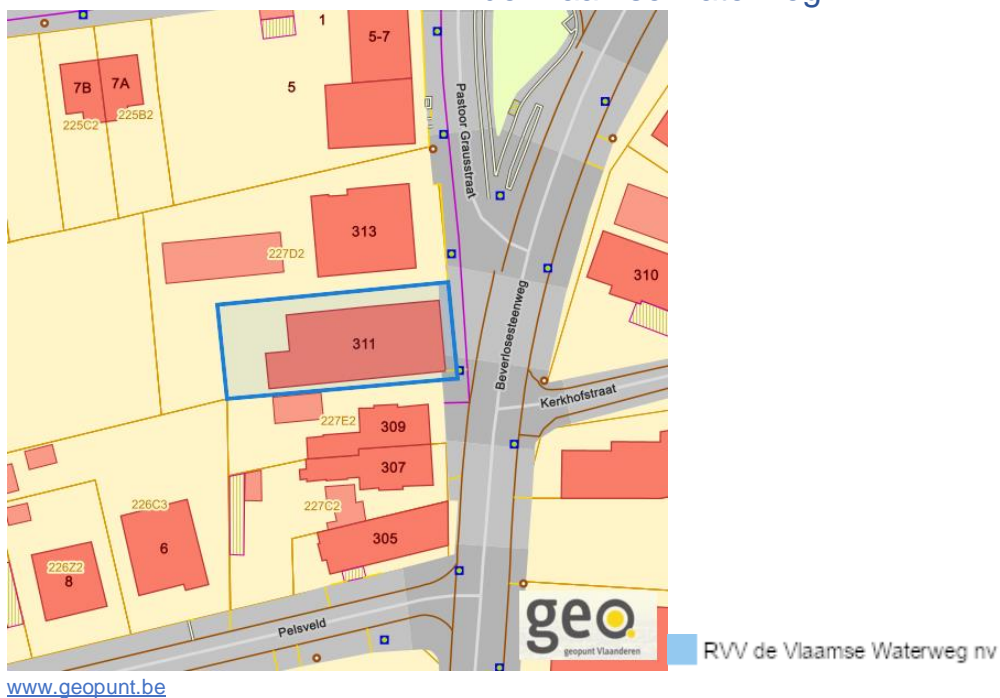 1
5-7
7B
7A
5
225C2
225B2
Pastoor Grausstraat
313
227D2
310
Beverlosesteenweg
311
Kerkhofstraat
227E2
309
307
226C3
227C2
305
6
226Z2
8
geo
geopunt Vlaanderen
Pelsveld
RVV de Vlaamse Waterweg nv
www.geopunt.be